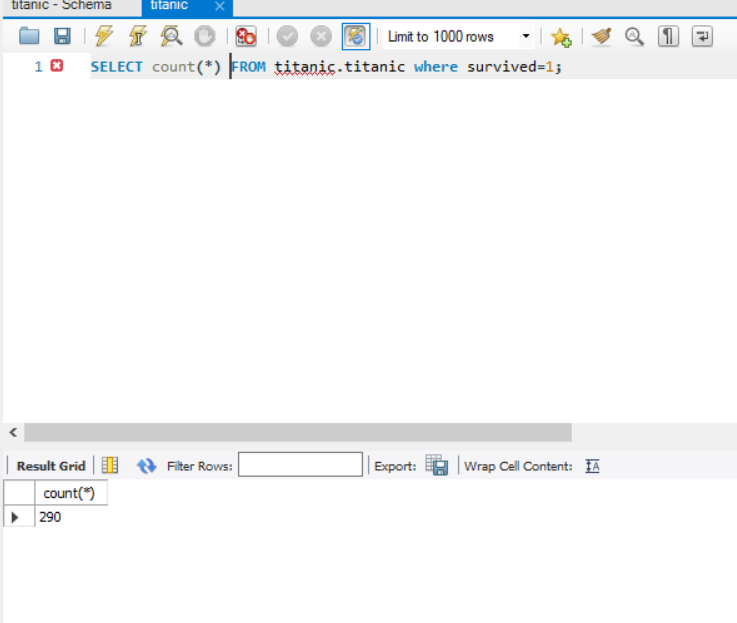 titanic - Schema titanic
Limit to 1000 rows
1 SELECT count(*) FROM titanic.titanic where survived=1;
Result Grid Filter Rows: Export: Wrap Cell Content: IA
count(*)
290